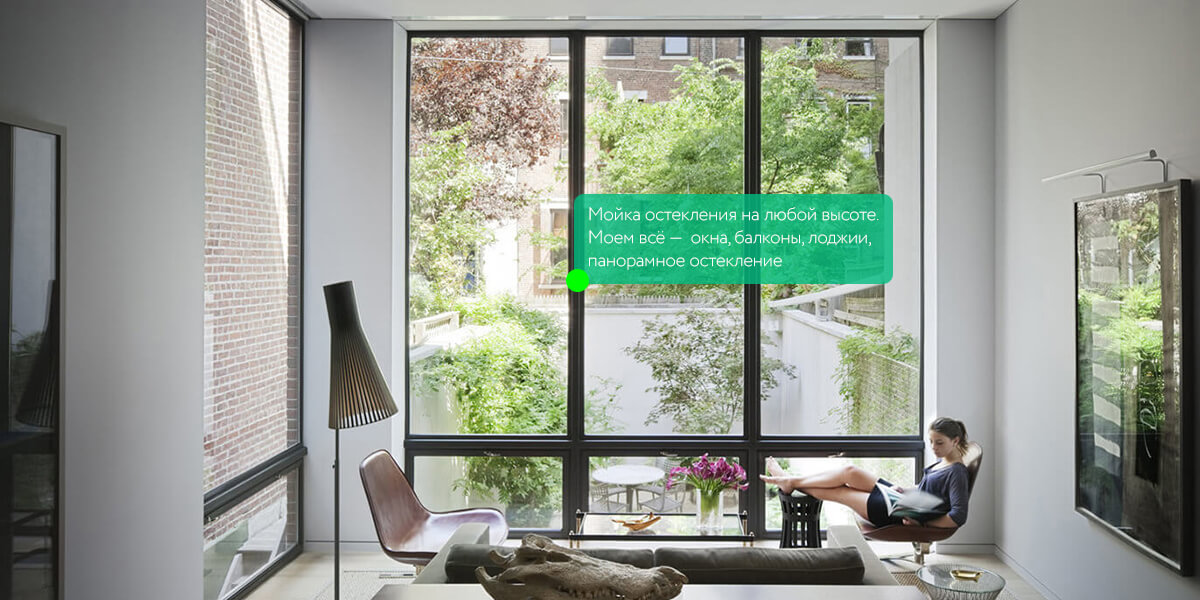 Мойка остекления на любой высоте.
Моем всё — окна, балконы, лоджии,
панорамное остекление